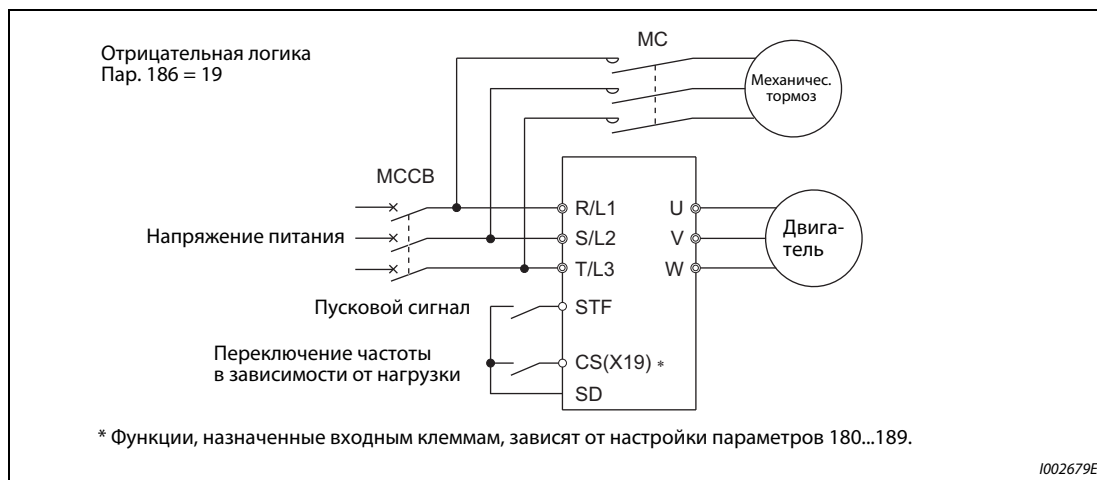 Отрицательная логика
Пар. 186 = 19
MC
Механичес.
тормоз
MCCB
R/L1
U
Напряжение питания
S/L2
V
Двига-
тель
T/L3
W
Пусковой сигнал
STF
Переключение частоты
в зависимости от нагрузки
CS(X19) *
SD
* Функции, назначенные входным клеммам, зависят от настройки параметров 180...189.
I002679E